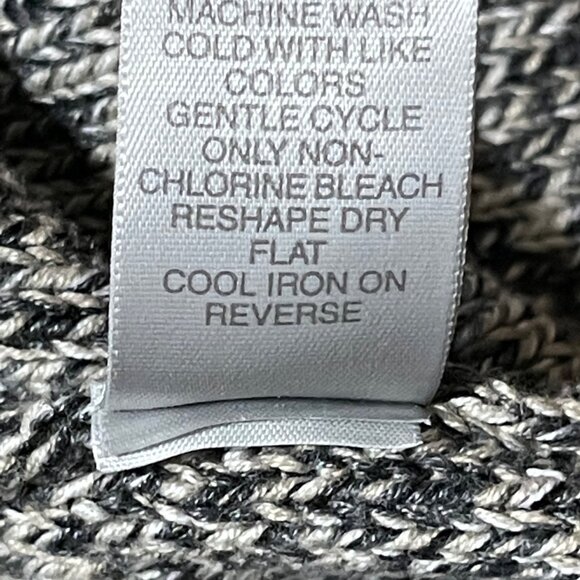 MACHINE WASH
COLD WITH LIKE
COLORS
GENTLE CYCLE
ONLY NON-
CHLORINE BLEACH
RESHAPE DRY
FLAT
COOL IRON ON
REVERSE